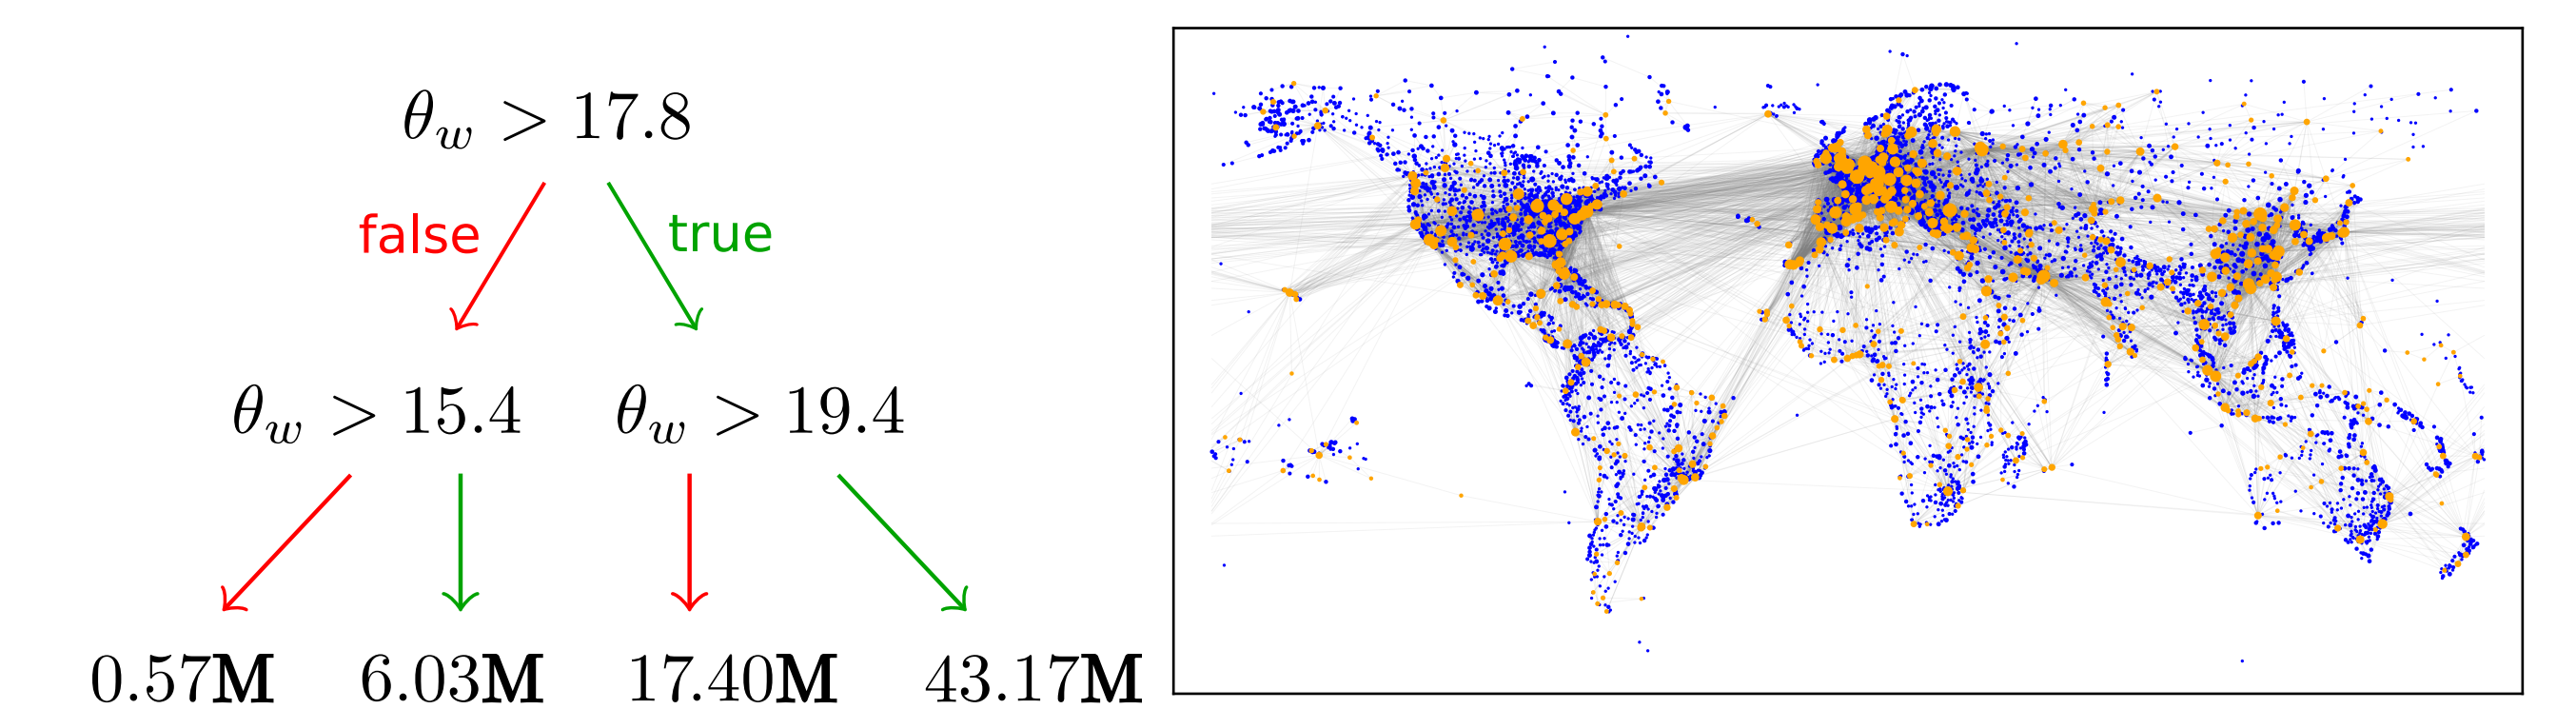 θ_w > 17.8
false true
θ_w > 15.4 θ_w > 19.4
0.57M 6.03M 17.40M 43.17M